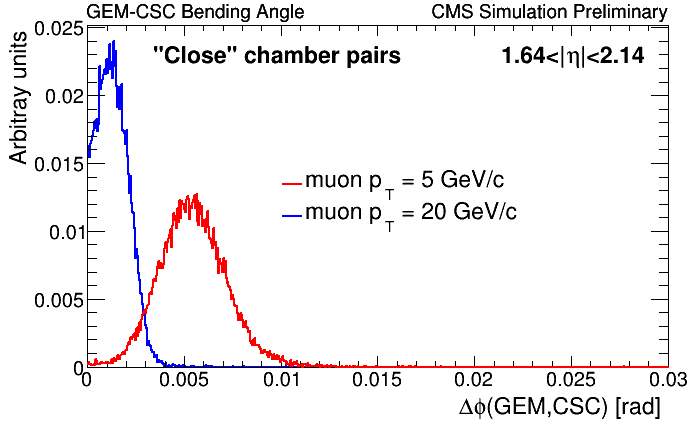 GEM-CSC Bending Angle CMS Simulation Preliminary
"Close" chamber pairs 1.64<|η|<2.14
Arbitray units
0.025
0.02
0.015
0.01
0.005
0
muon p_T = 5 GeV/c
muon p_T = 20 GeV/c
0 0.005 0.01 0.015 0.02 0.025 0.03
Δϕ(GEM,CSC) [rad]